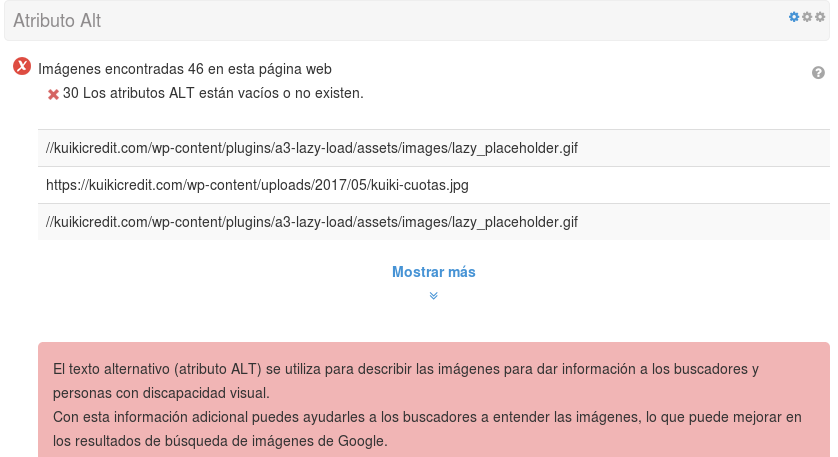 Atributo Alt
Imágenes encontradas 46 en esta página web
30 Los atributos ALT están vacíos o no existen.
//kuikicredit.com/wp-content/plugins/a3-lazy-load/assets/images/lazy_placeholder.gif
https://kuikicredit.com/wp-content/uploads/2017/05/kuiki-cuotas.jpg
//kuikicredit.com/wp-content/plugins/a3-lazy-load/assets/images/lazy_placeholder.gif
Mostrar más
El texto alternativo (atributo ALT) se utiliza para describir las imágenes para dar información a los buscadores y
personas con discapacidad visual.
Con esta información adicional puedes ayudarles a los buscadores a entender las imágenes, lo que puede mejorar en
los resultados de búsqueda de imágenes de Google.